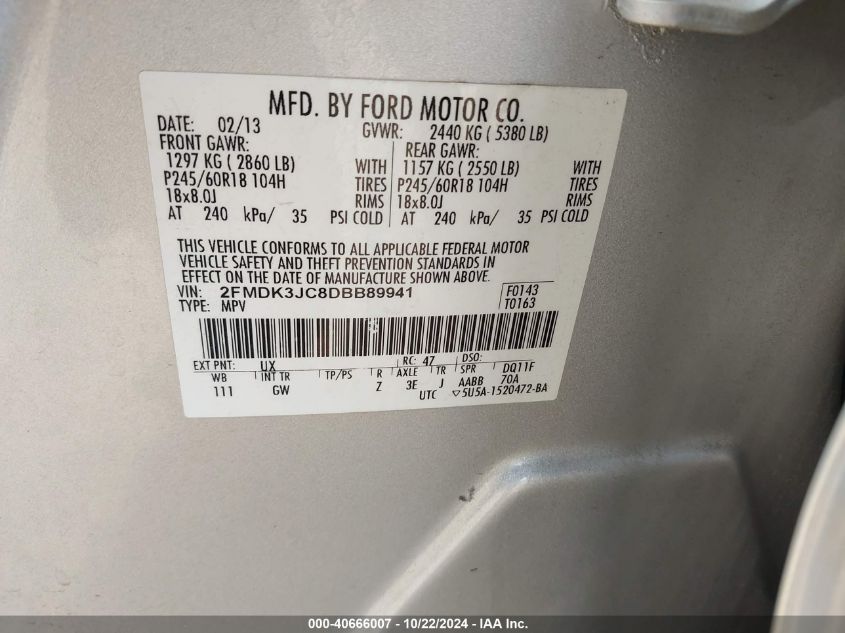 MFD. BY FORD MOTOR CO.
DATE: 02/13 GVWR: 2440 KG ( 5380 LB)
FRONT GAWR: REAR GAWR:
1297 KG ( 2860 LB) WITH 1157 KG ( 2550 LB) WITH
P245/60R18 104H TIRES P245/60R18 104H TIRES
18x8.0J RIMS 18x8.0J RIMS
AT 240 kPa/ 35 PSI COLD AT 240 kPa/ 35 PSI COLD
THIS VEHICLE CONFORMS TO ALL APPLICABLE FEDERAL MOTOR
VEHICLE SAFETY AND THEFT PREVENTION STANDARDS IN
EFFECT ON THE DATE OF MANUFACTURE SHOWN ABOVE.
VIN: 2FMDK3JC8DBB89941 F0143
TYPE: MPV T0163
EXT PNT: UX RC: 47 DSO:
WB INT TR TP/PS R AXLE TR SPR DQ11F
111 GW Z 3E J AABB 70A
UTC ▽5U5A-1520472-BA
000-40666007 - 10/22/2024 - IAA Inc.